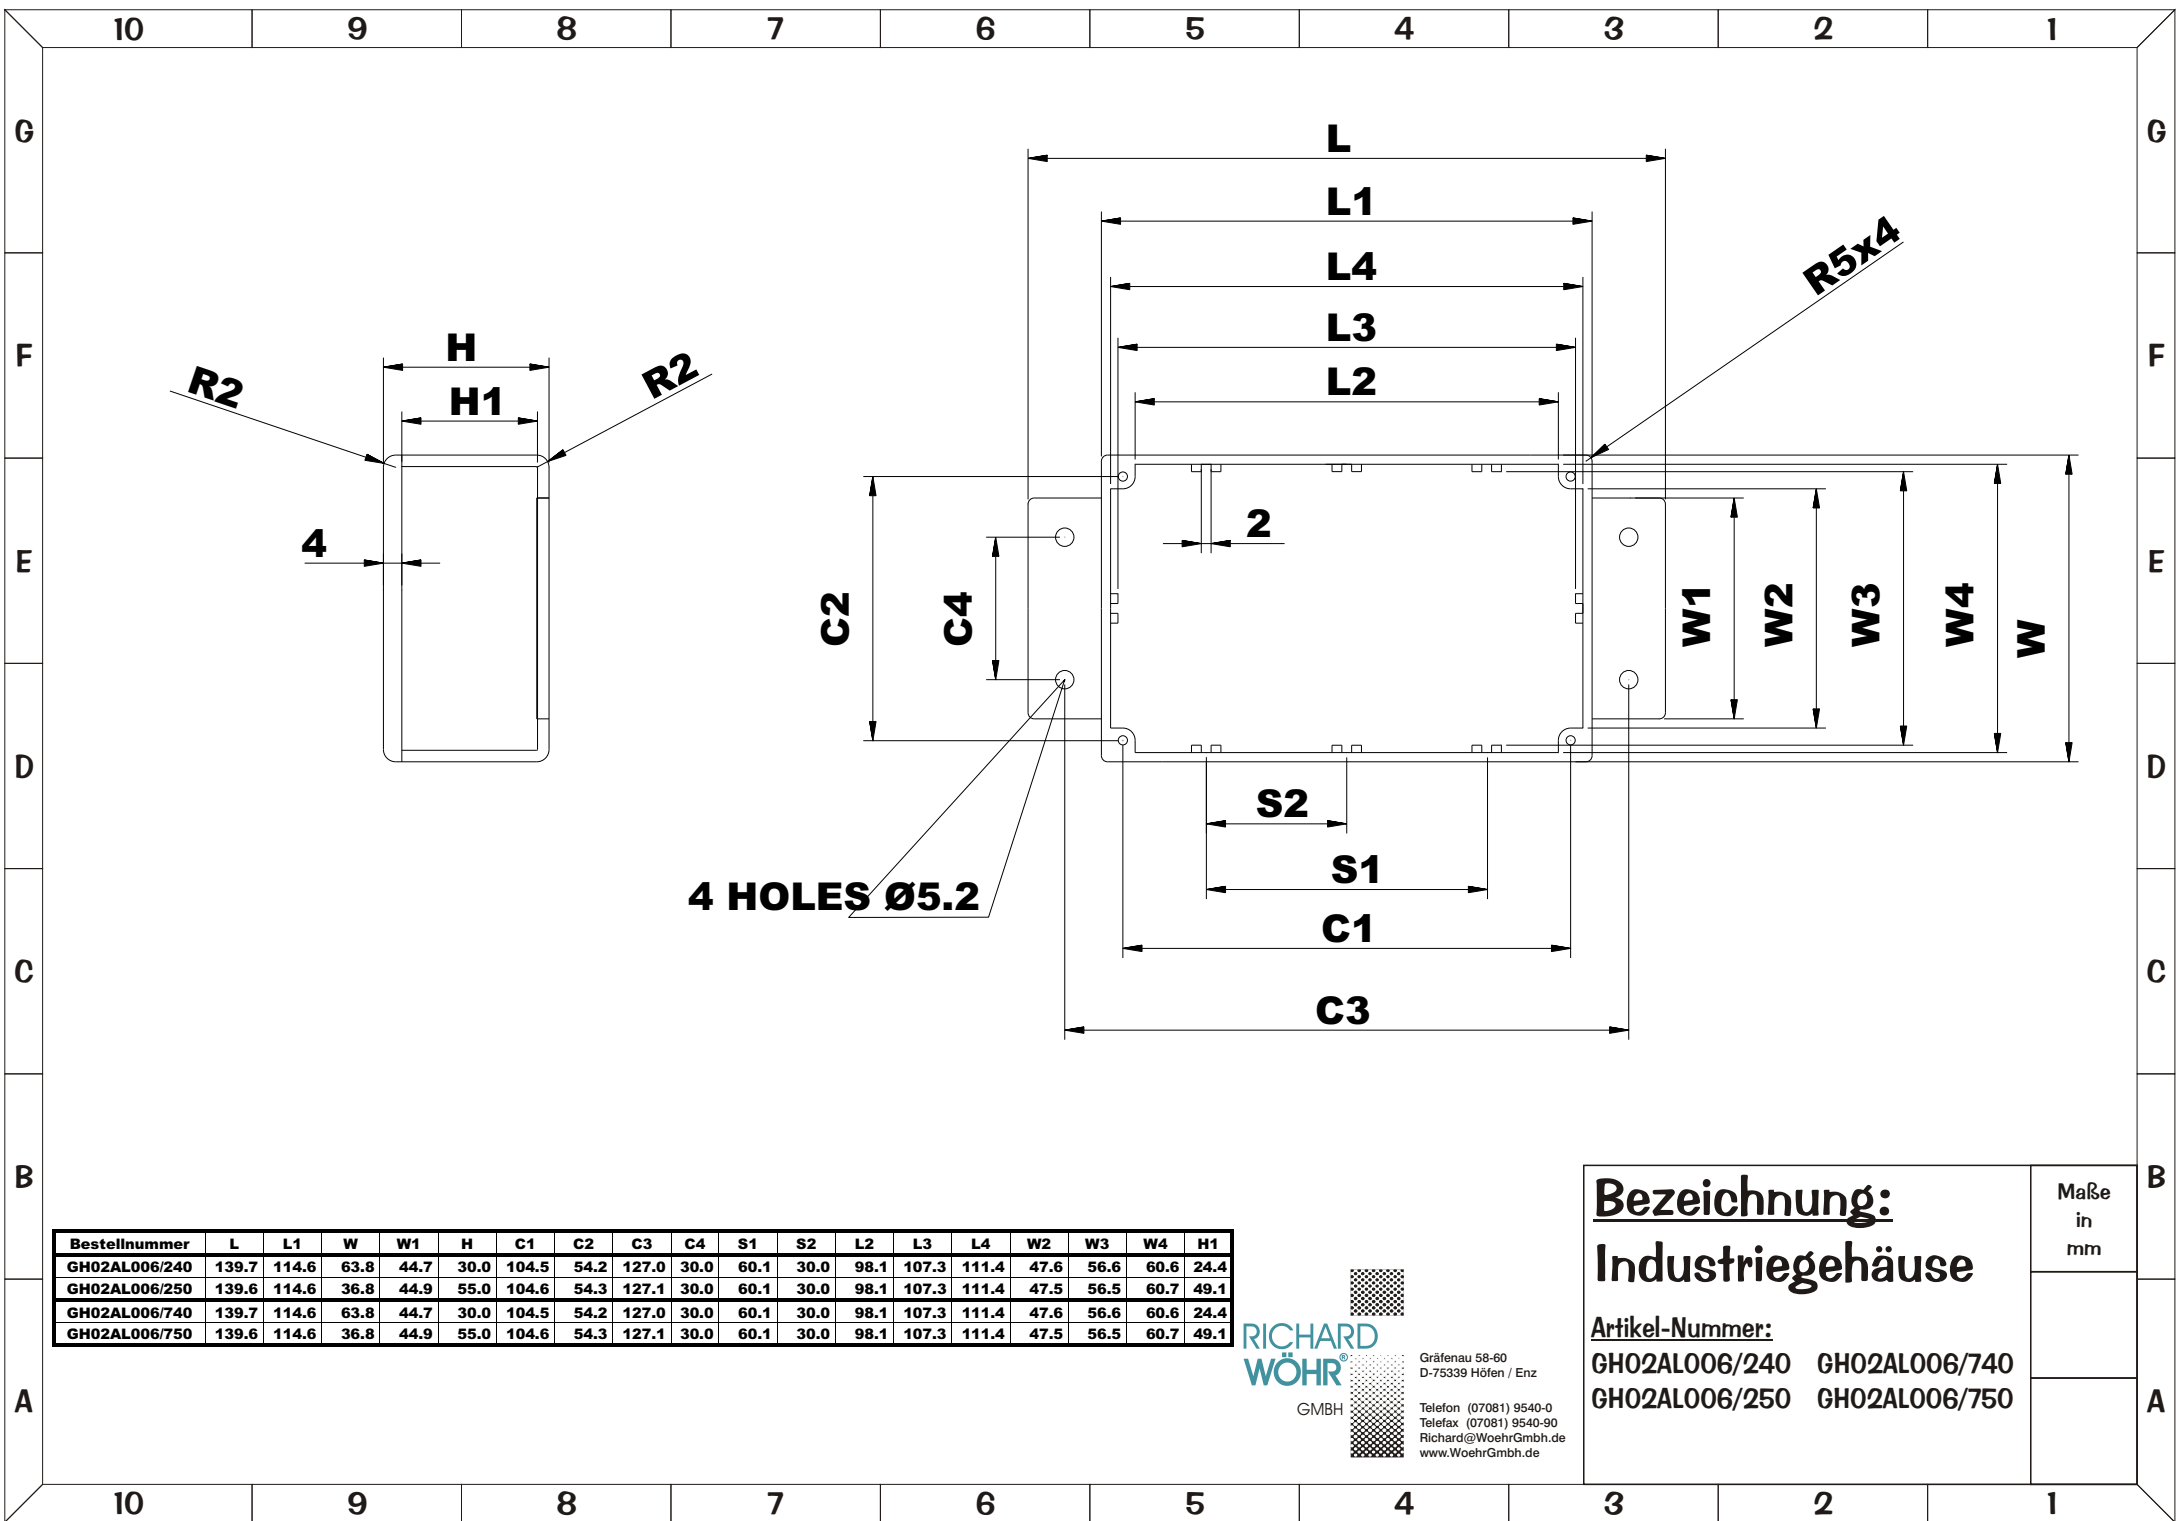 10 9 8 7 6 5 4 3 2 1
G G
F F
E E
D D
C C
B B
A A
L
L1
L4
L3
L2
R5x4
R2
H
H1
R2
4
2
C2
C4
W1
W2
W3
W4
W
S2
S1
4 HOLES Ø5.2
C1
C3
Bestellnummer L L1 W W1 H C1 C2 C3 C4 S1 S2 L2 L3 L4 W2 W3 W4 H1
GH02AL006/240 139.7 114.6 63.8 44.7 30.0 104.5 54.2 127.0 30.0 60.1 30.0 98.1 107.3 111.4 47.6 56.6 60.6 24.4
GH02AL006/250 139.6 114.6 36.8 44.9 55.0 104.6 54.3 127.1 30.0 60.1 30.0 98.1 107.3 111.4 47.5 56.5 60.7 49.1
GH02AL006/740 139.7 114.6 63.8 44.7 30.0 104.5 54.2 127.0 30.0 60.1 30.0 98.1 107.3 111.4 47.6 56.6 60.6 24.4
GH02AL006/750 139.6 114.6 36.8 44.9 55.0 104.6 54.3 127.1 30.0 60.1 30.0 98.1 107.3 111.4 47.5 56.5 60.7 49.1
RICHARD
WÖHR®
GMBH
Gräfenau 58-60
D-75339 Höfen / Enz
Telefon (07081) 9540-0
Telefax (07081) 9540-90
Richard@WoehrGmbh.de
www.WoehrGmbh.de
Bezeichnung:
Industriegehäuse
Artikel-Nummer:
GH02AL006/240 GH02AL006/740
GH02AL006/250 GH02AL006/750
Maße
in
mm
10 9 8 7 6 5 4 3 2 1